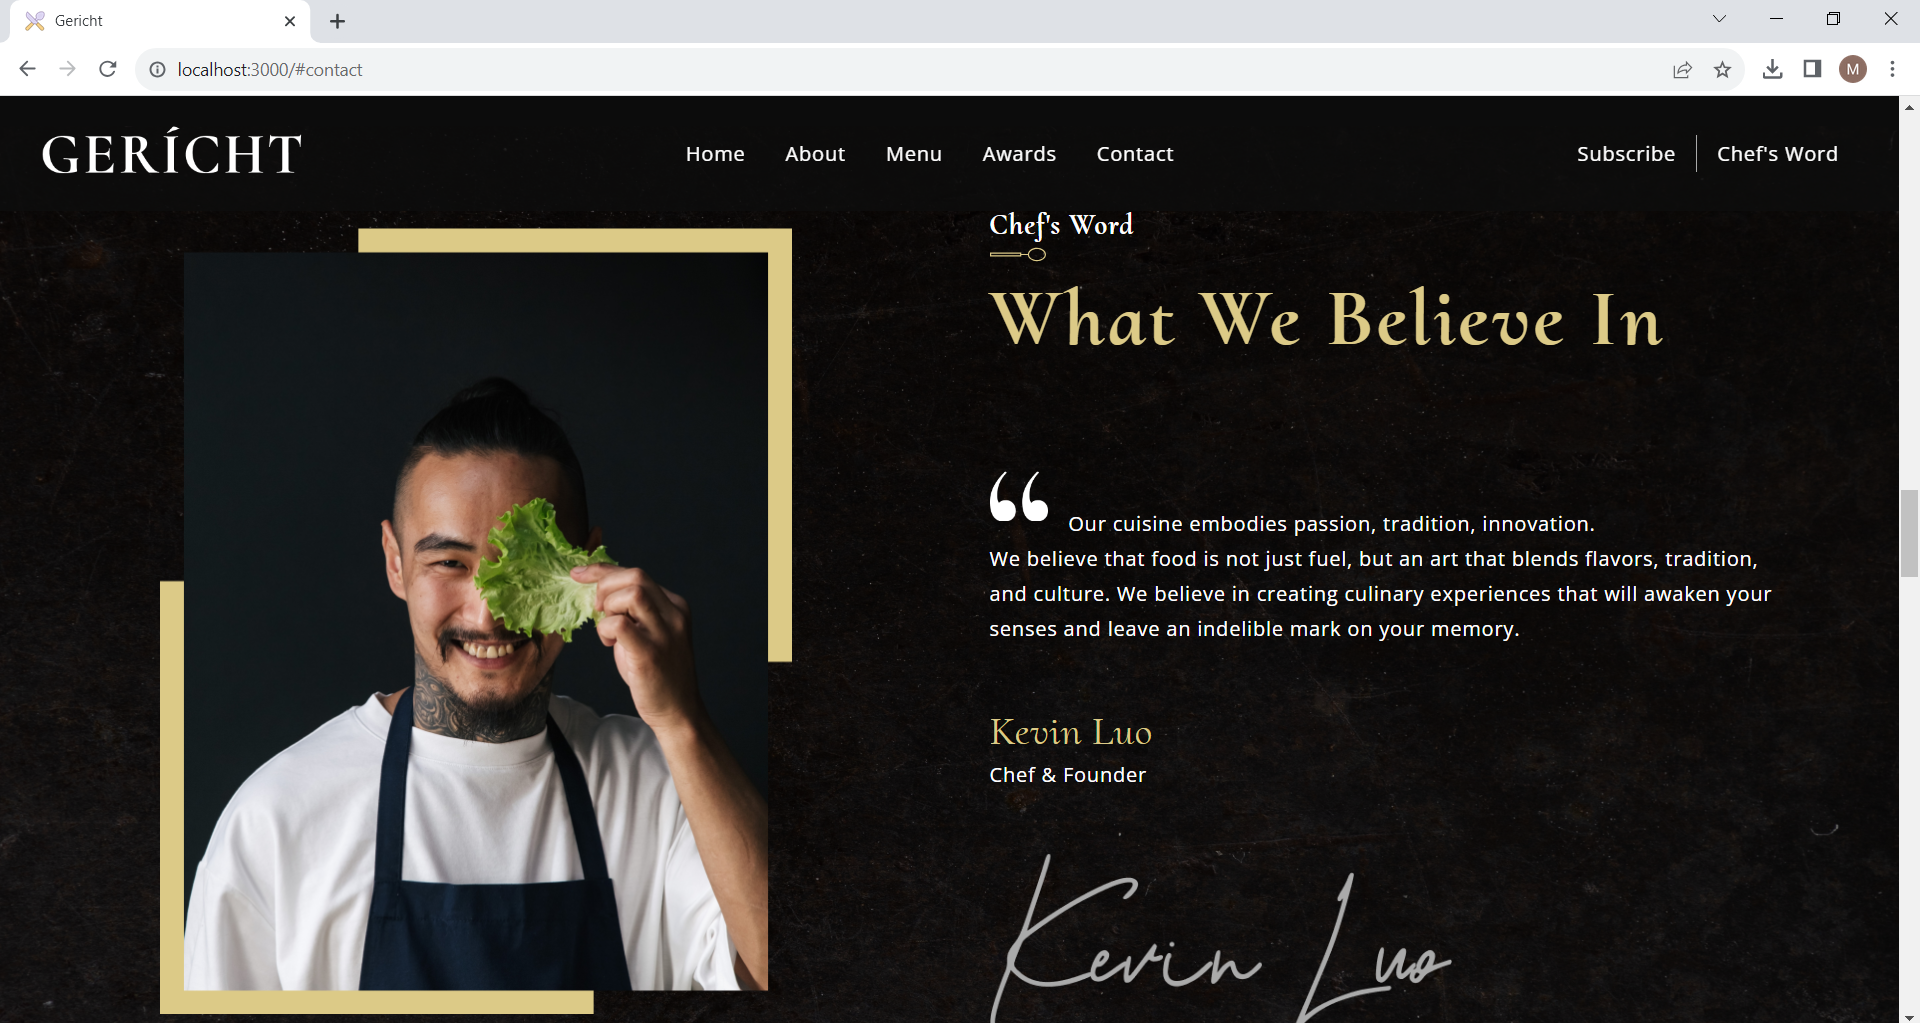 Gericht
localhost:3000/#contact
M
GERÍCHT
Home About Menu Awards Contact
Subscribe Chef's Word
Chef's Word
What We Believe In
“ Our cuisine embodies passion, tradition, innovation.
We believe that food is not just fuel, but an art that blends flavors, tradition,
and culture. We believe in creating culinary experiences that will awaken your
senses and leave an indelible mark on your memory.
Kevin Luo
Chef & Founder
Kevin Luo